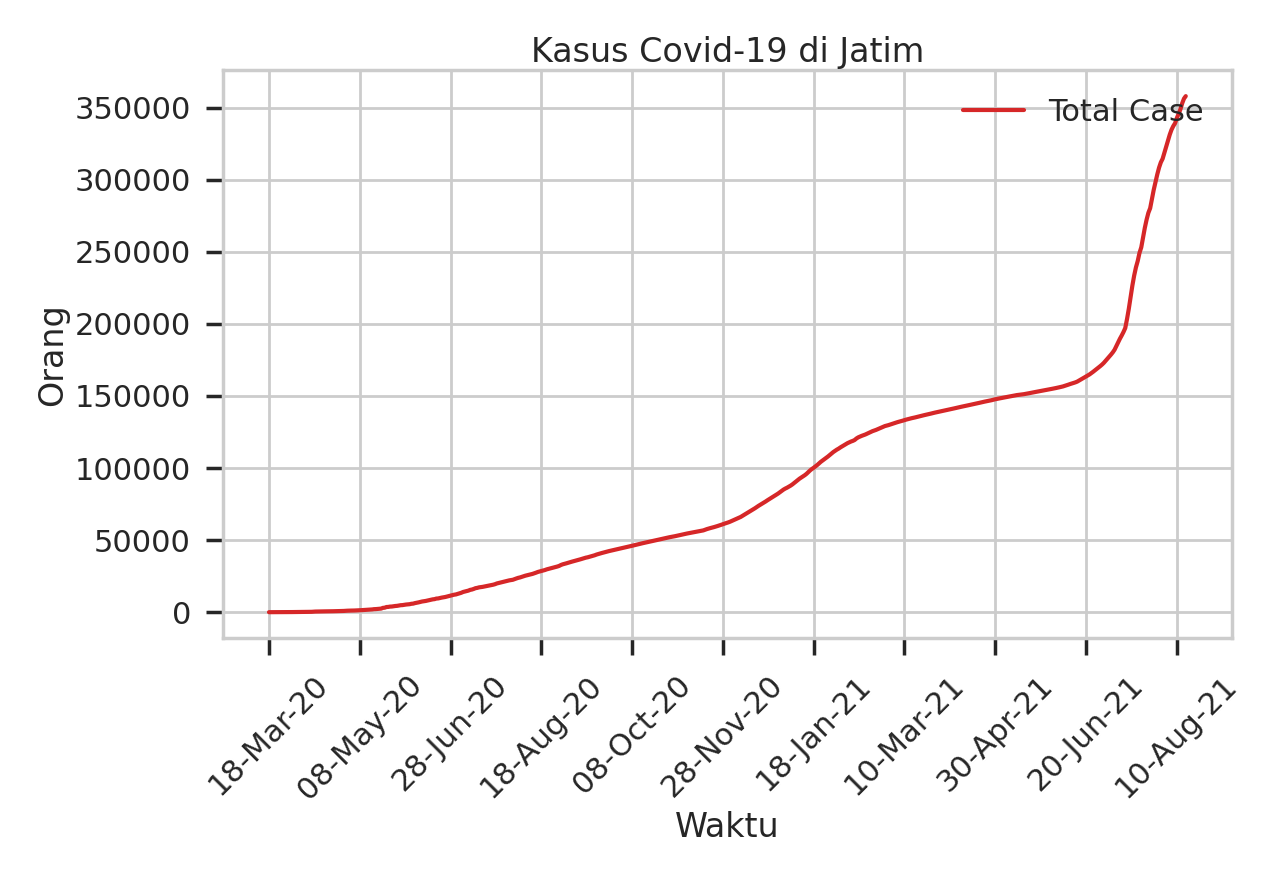 Kasus Covid-19 di Jatim
Total Case
350000
300000
250000
200000
150000
100000
50000
0
Orang
18-Mar-20
08-May-20
28-Jun-20
18-Aug-20
08-Oct-20
28-Nov-20
18-Jan-21
10-Mar-21
30-Apr-21
20-Jun-21
10-Aug-21
Waktu